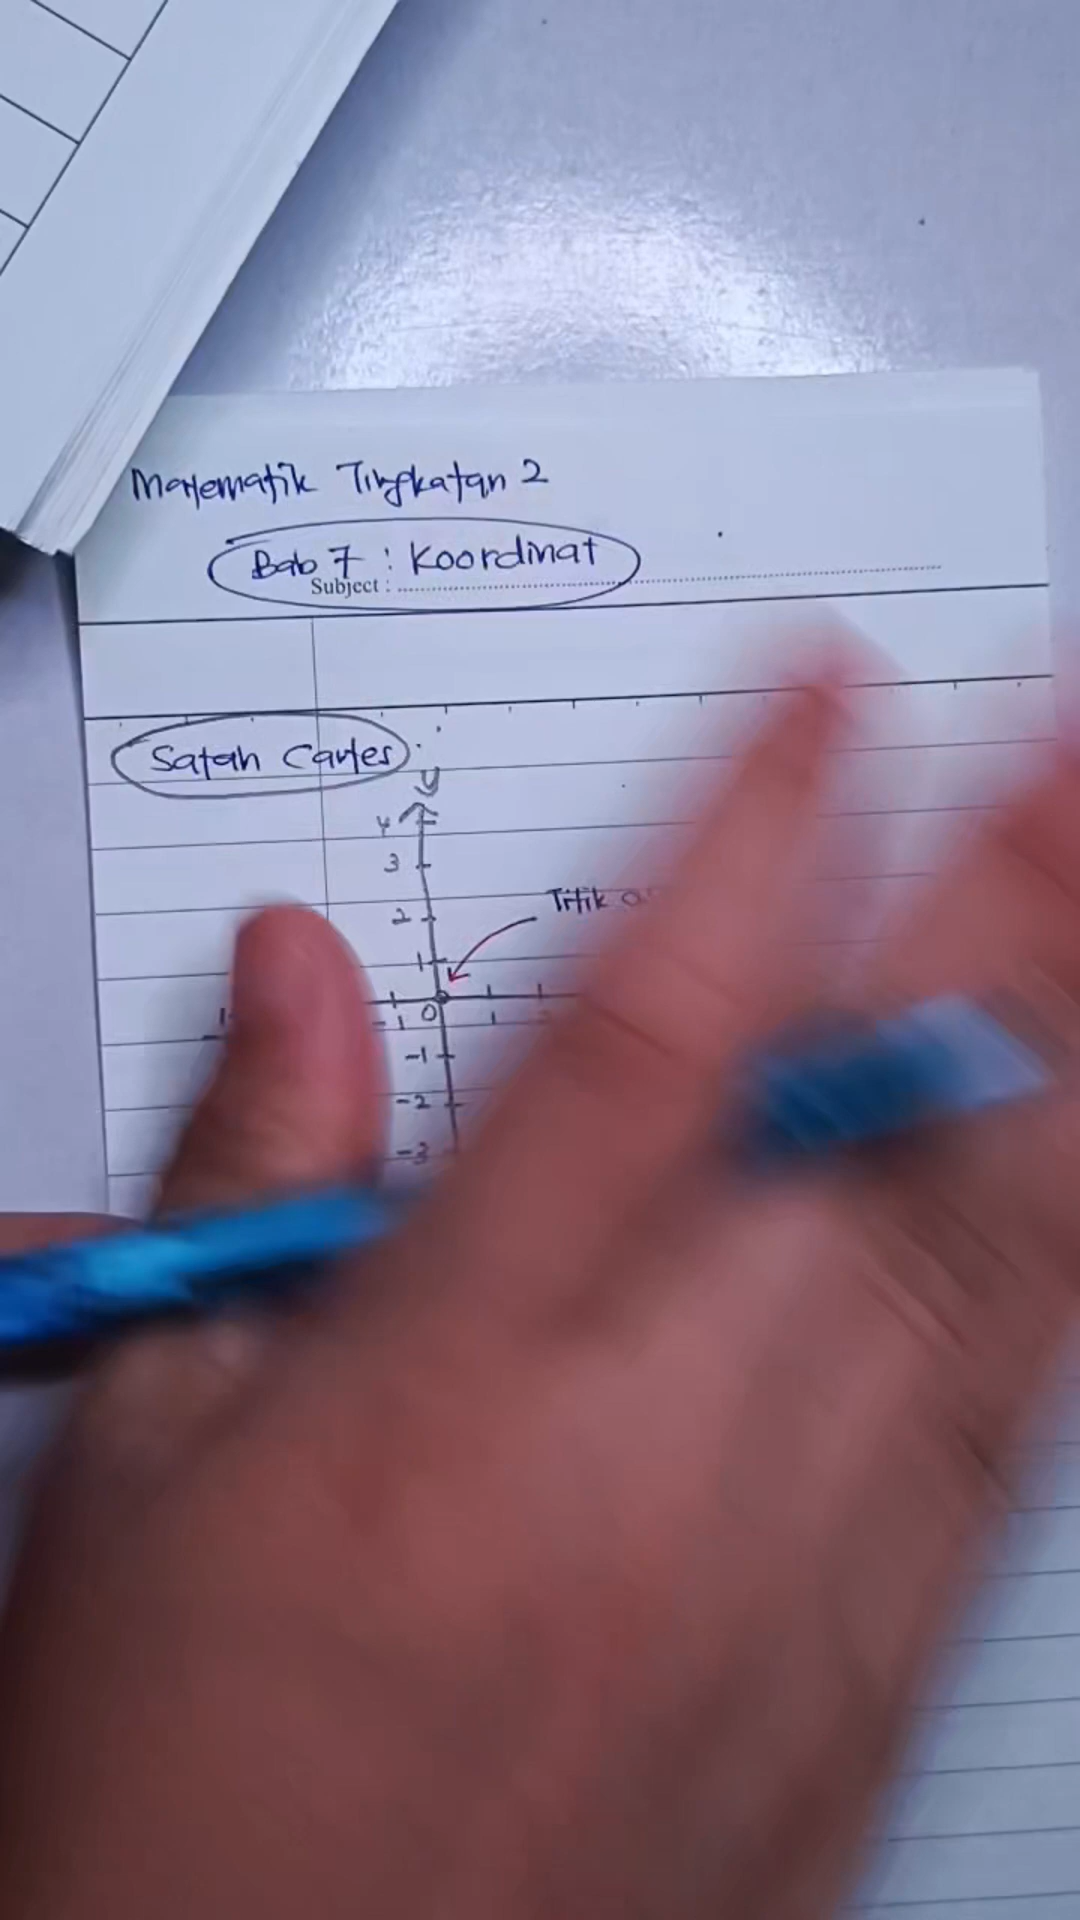 Matematik Tingkatan 2
Bab 7 : Koordinat
Subject :
Satah Cartes
y
4
3
2
Titik
1
-1 0 1
-1
-2
-3